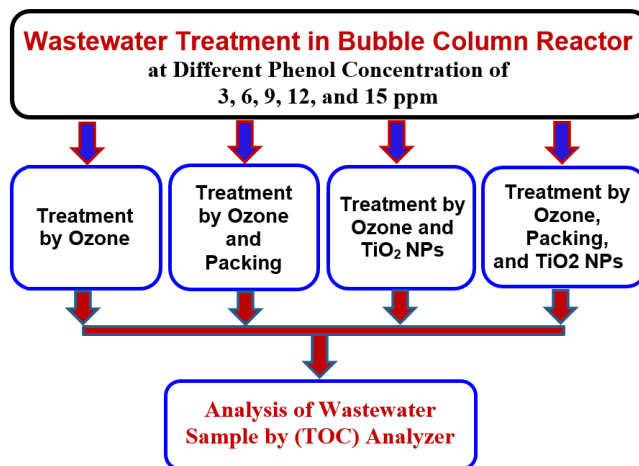 Wastewater Treatment in Bubble Column Reactor
at Different Phenol Concentration of
3, 6, 9, 12, and 15 ppm
Treatment
by Ozone
Treatment
by Ozone
and
Packing
Treatment by
Ozone and
TiO₂ NPs
Treatment by
Ozone,
Packing,
and TiO2 NPs
Analysis of Wastewater
Sample by (TOC) Analyzer